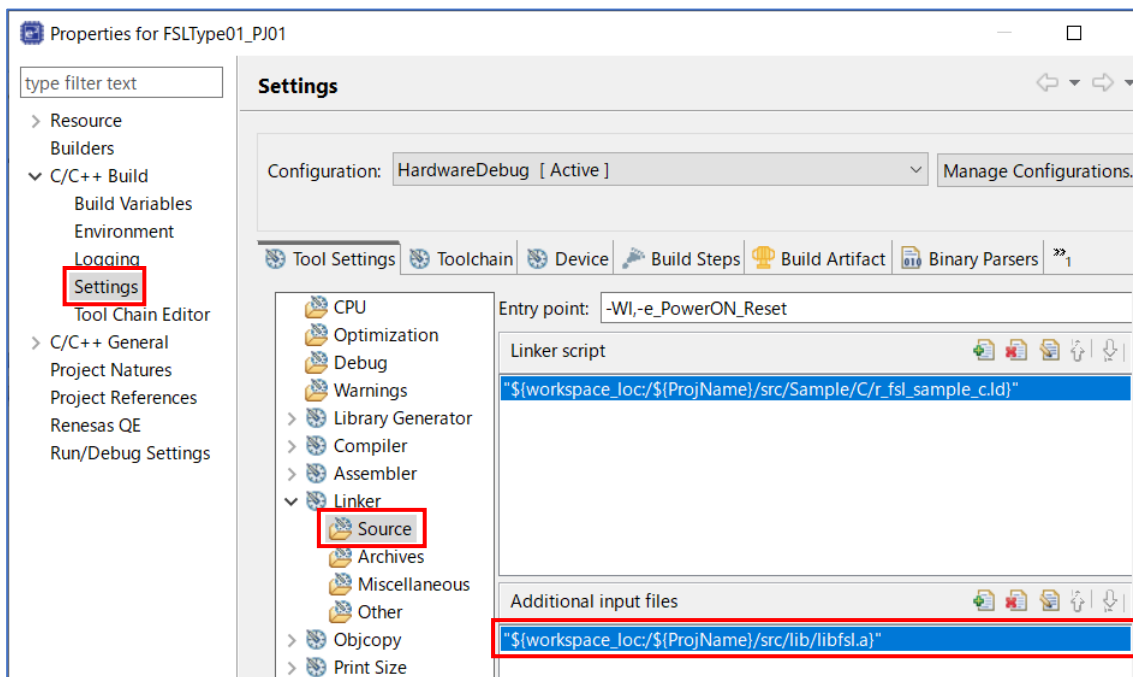 Properties for FSLType01_PJ01
type filter text
Resource
Builders
C/C++ Build
Build Variables
Environment
Logging
Settings
Tool Chain Editor
C/C++ General
Project Natures
Project References
Renesas QE
Run/Debug Settings
Settings
Configuration: HardwareDebug [ Active ] Manage Configurations.
Tool Settings Toolchain Device Build Steps Build Artifact Binary Parsers »1
CPU
Optimization
Debug
Warnings
Library Generator
Compiler
Assembler
Linker
Source
Archives
Miscellaneous
Other
Objcopy
Print Size
Entry point: -Wl,-e_PowerON_Reset
Linker script
"${workspace_loc:/${ProjName}/src/Sample/C/r_fsl_sample_c.ld}"
Additional input files
"${workspace_loc:/${ProjName}/src/lib/libfsl.a}"